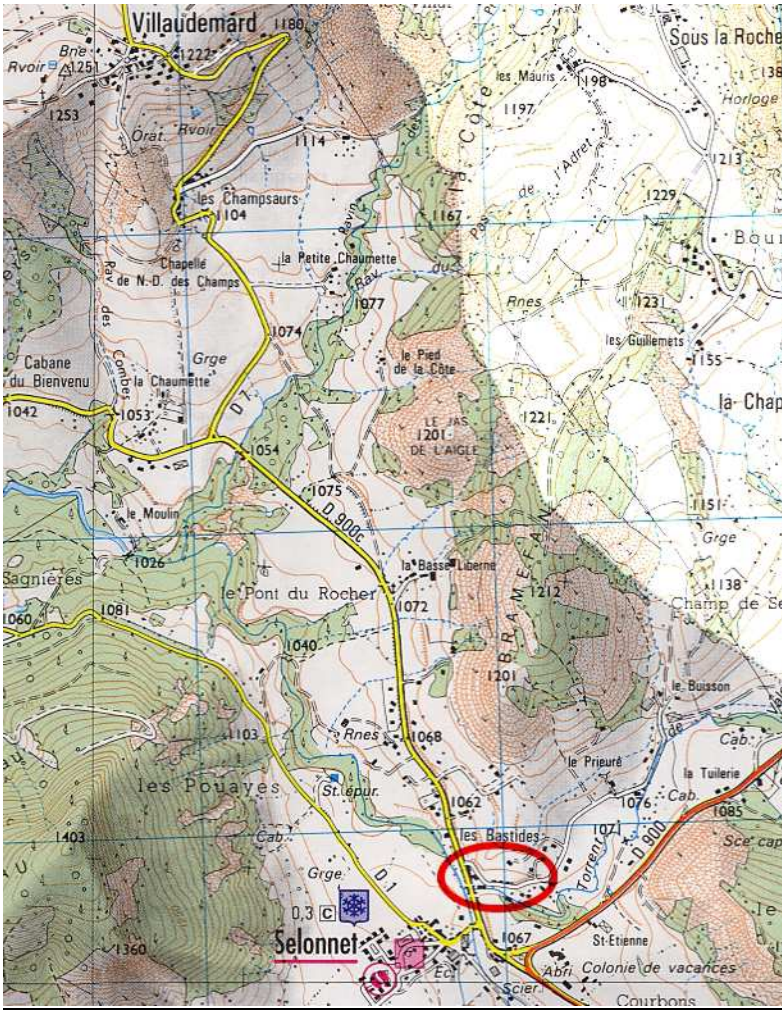 Villaudemard
1180
1222
Bne
Rvoir
1251
1253
Orat.
Rvoir
1114
les Mauris
1198
Sous la Roche
Horloge
1197
la Côte
Pas de l'Adret
1213
les Champsaurs
1104
1167
1229
Chapelle
de N.-D. des Champs
la Petite Chaumette
Ravin
Rav. du
1077
Rav. des Combes
Rnes
1231
les Guillemets
1155
1074
Grge
le Pied
de la Côte
Cabane
du Bienvenu
la Chaumette
1042
1053
D 7
LE JAS
1201
DE L'AIGLE
1221
1054
1075
D 900c
le Moulin
1026
1151
Grge
Sagnières
la Basse Liberne
BRAMEFAN
1212
1138
le Pont du Rocher
1072
1060
1081
1040
1201
le Buisson
1103
Rnes
1068
les Pouayes
St. épur.
le Prieuré
Cab.
la Tuilerie
1062
1076
Cab.
1085
1403
Cab.
les Bastides
1071
Torrent de
D 900
Sce cap
Grge
D 1
0,3 C
1360
Selonnet
1067
St-Etienne
Ec.
Abri
Colonie de vacances
Scier.
Courbons